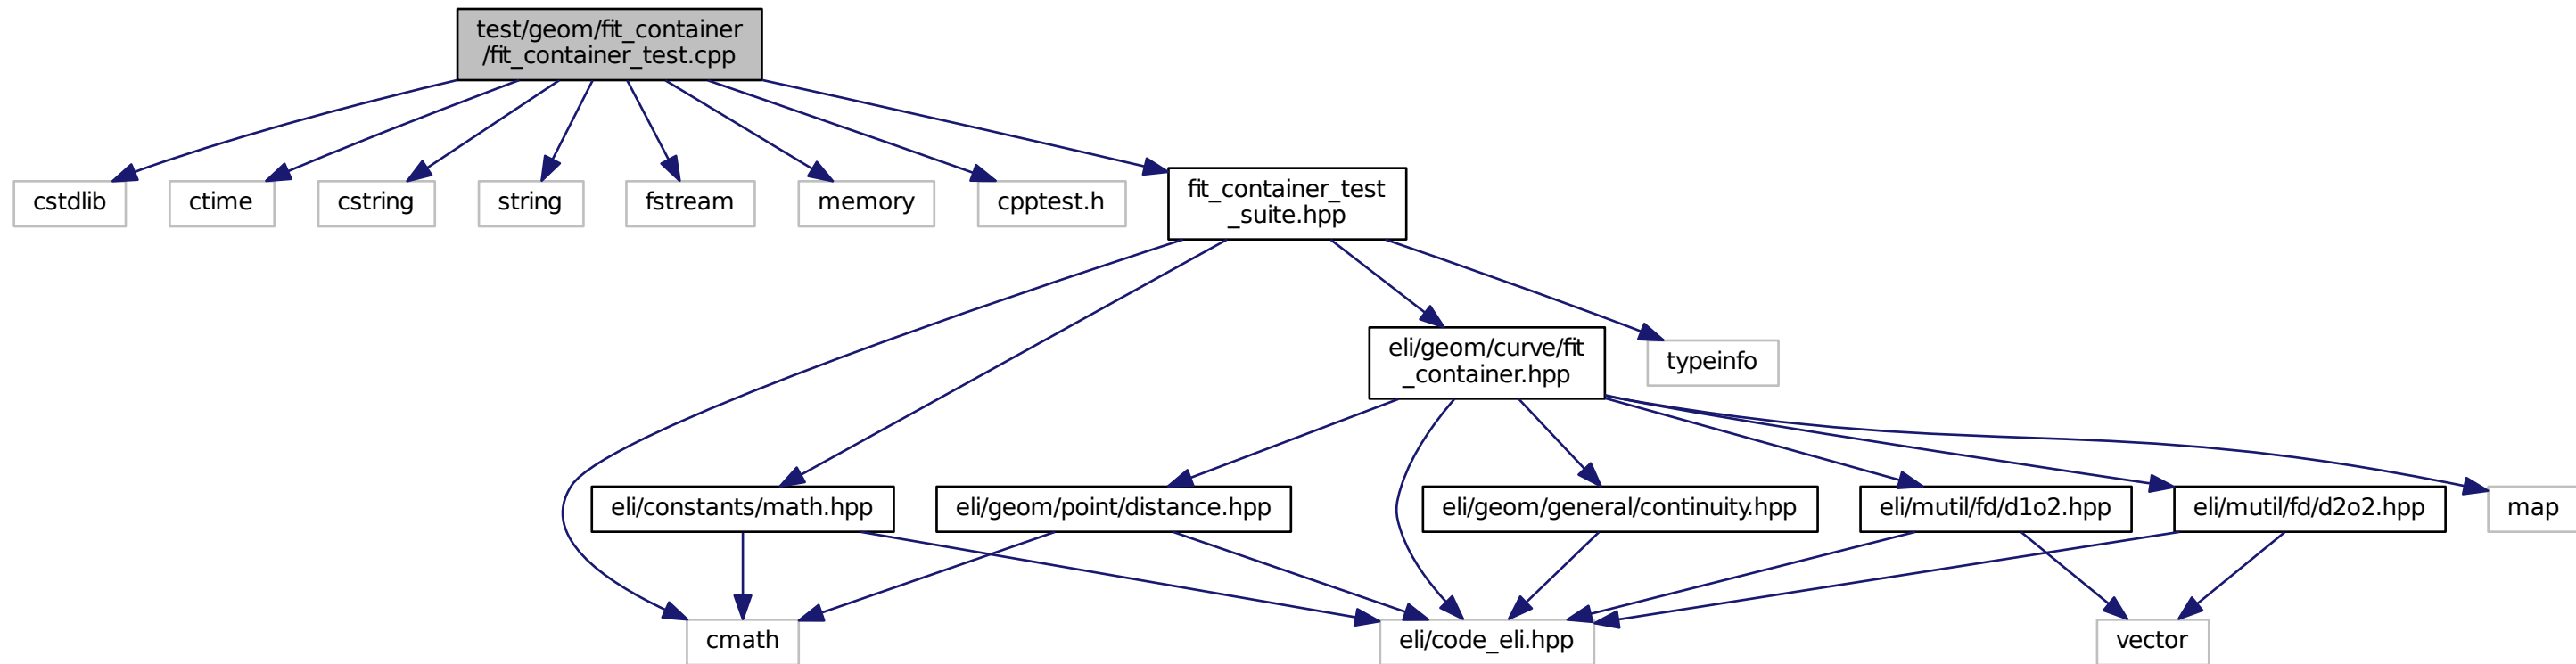 test/geom/fit_container
/fit_container_test.cpp
cstdlib
ctime
cstring
string
fstream
memory
cpptest.h
fit_container_test
_suite.hpp
eli/geom/curve/fit
_container.hpp
typeinfo
eli/constants/math.hpp
eli/geom/point/distance.hpp
eli/geom/general/continuity.hpp
eli/mutil/fd/d1o2.hpp
eli/mutil/fd/d2o2.hpp
map
cmath
eli/code_eli.hpp
vector